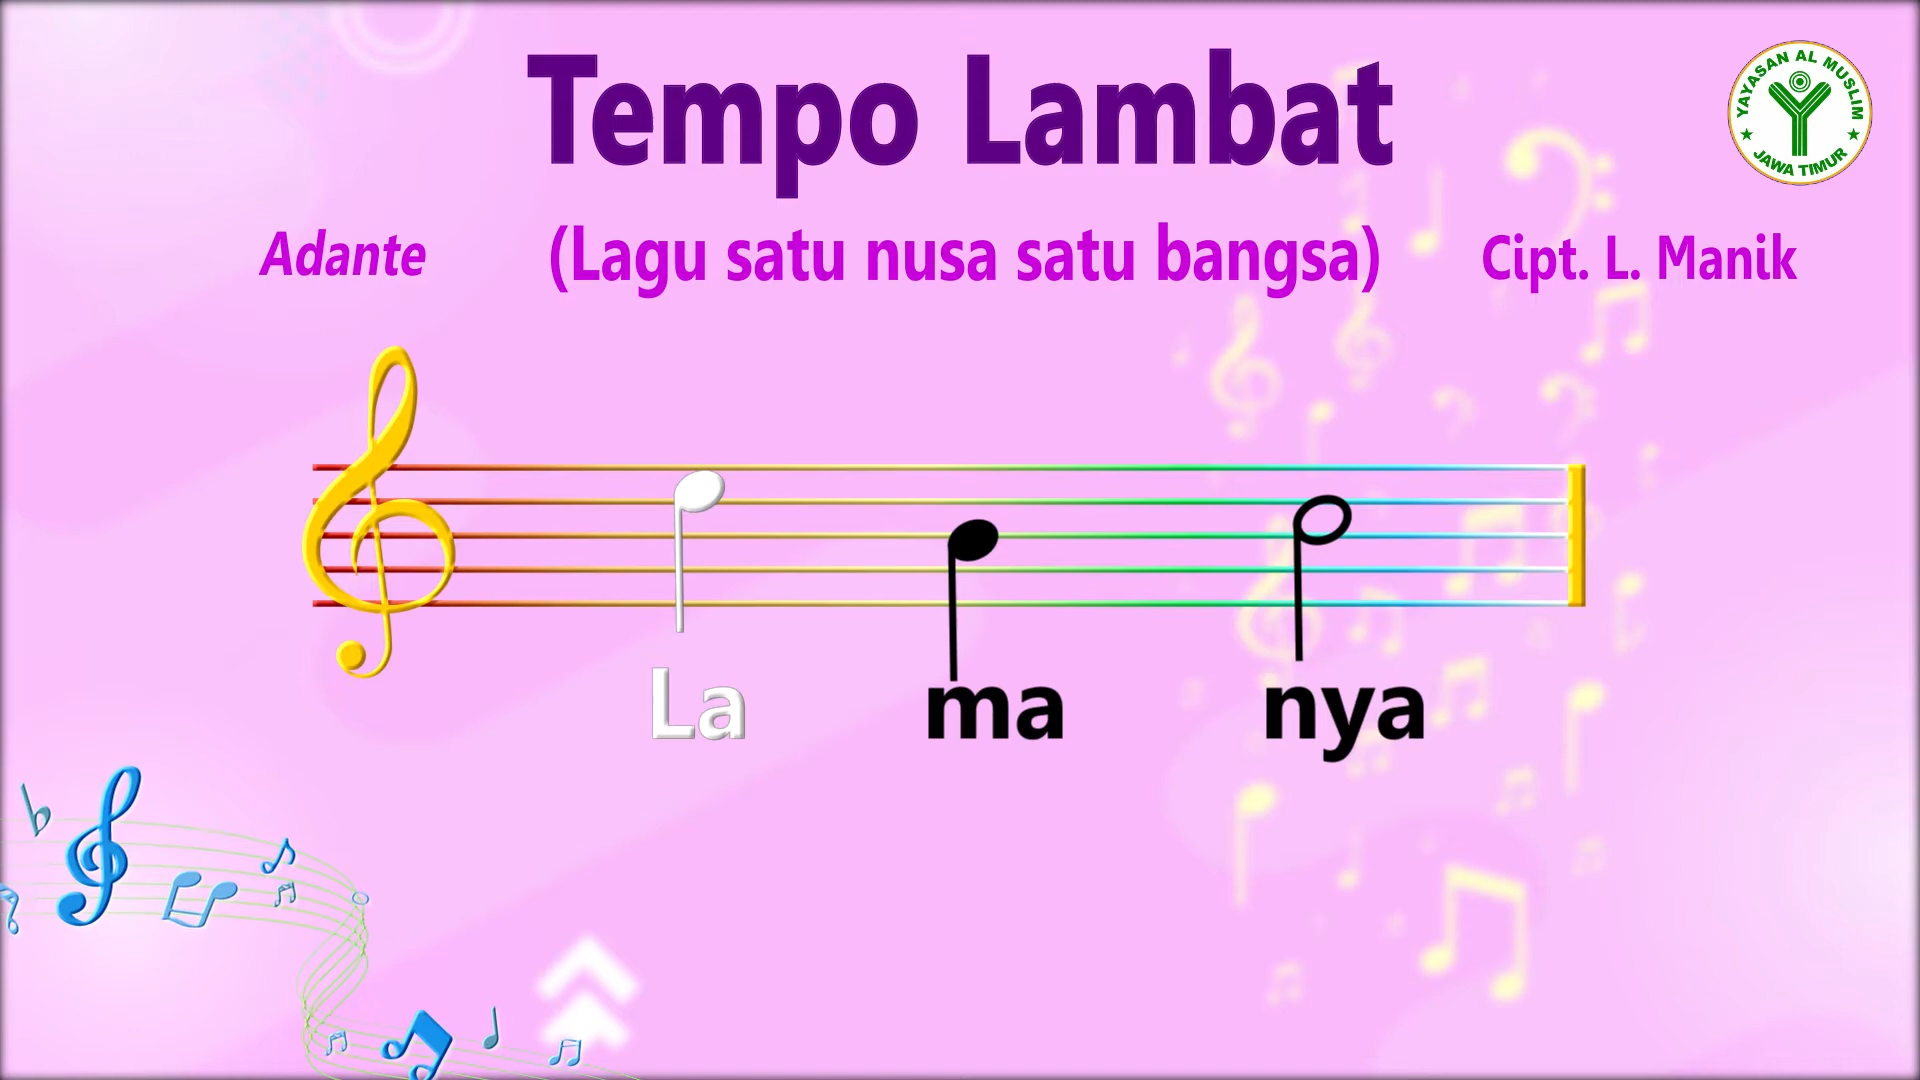 Tempo Lambat
YAYASAN AL MUSLIM
JAWA TIMUR
Adante
(Lagu satu nusa satu bangsa)
Cipt. L. Manik
La ma nya